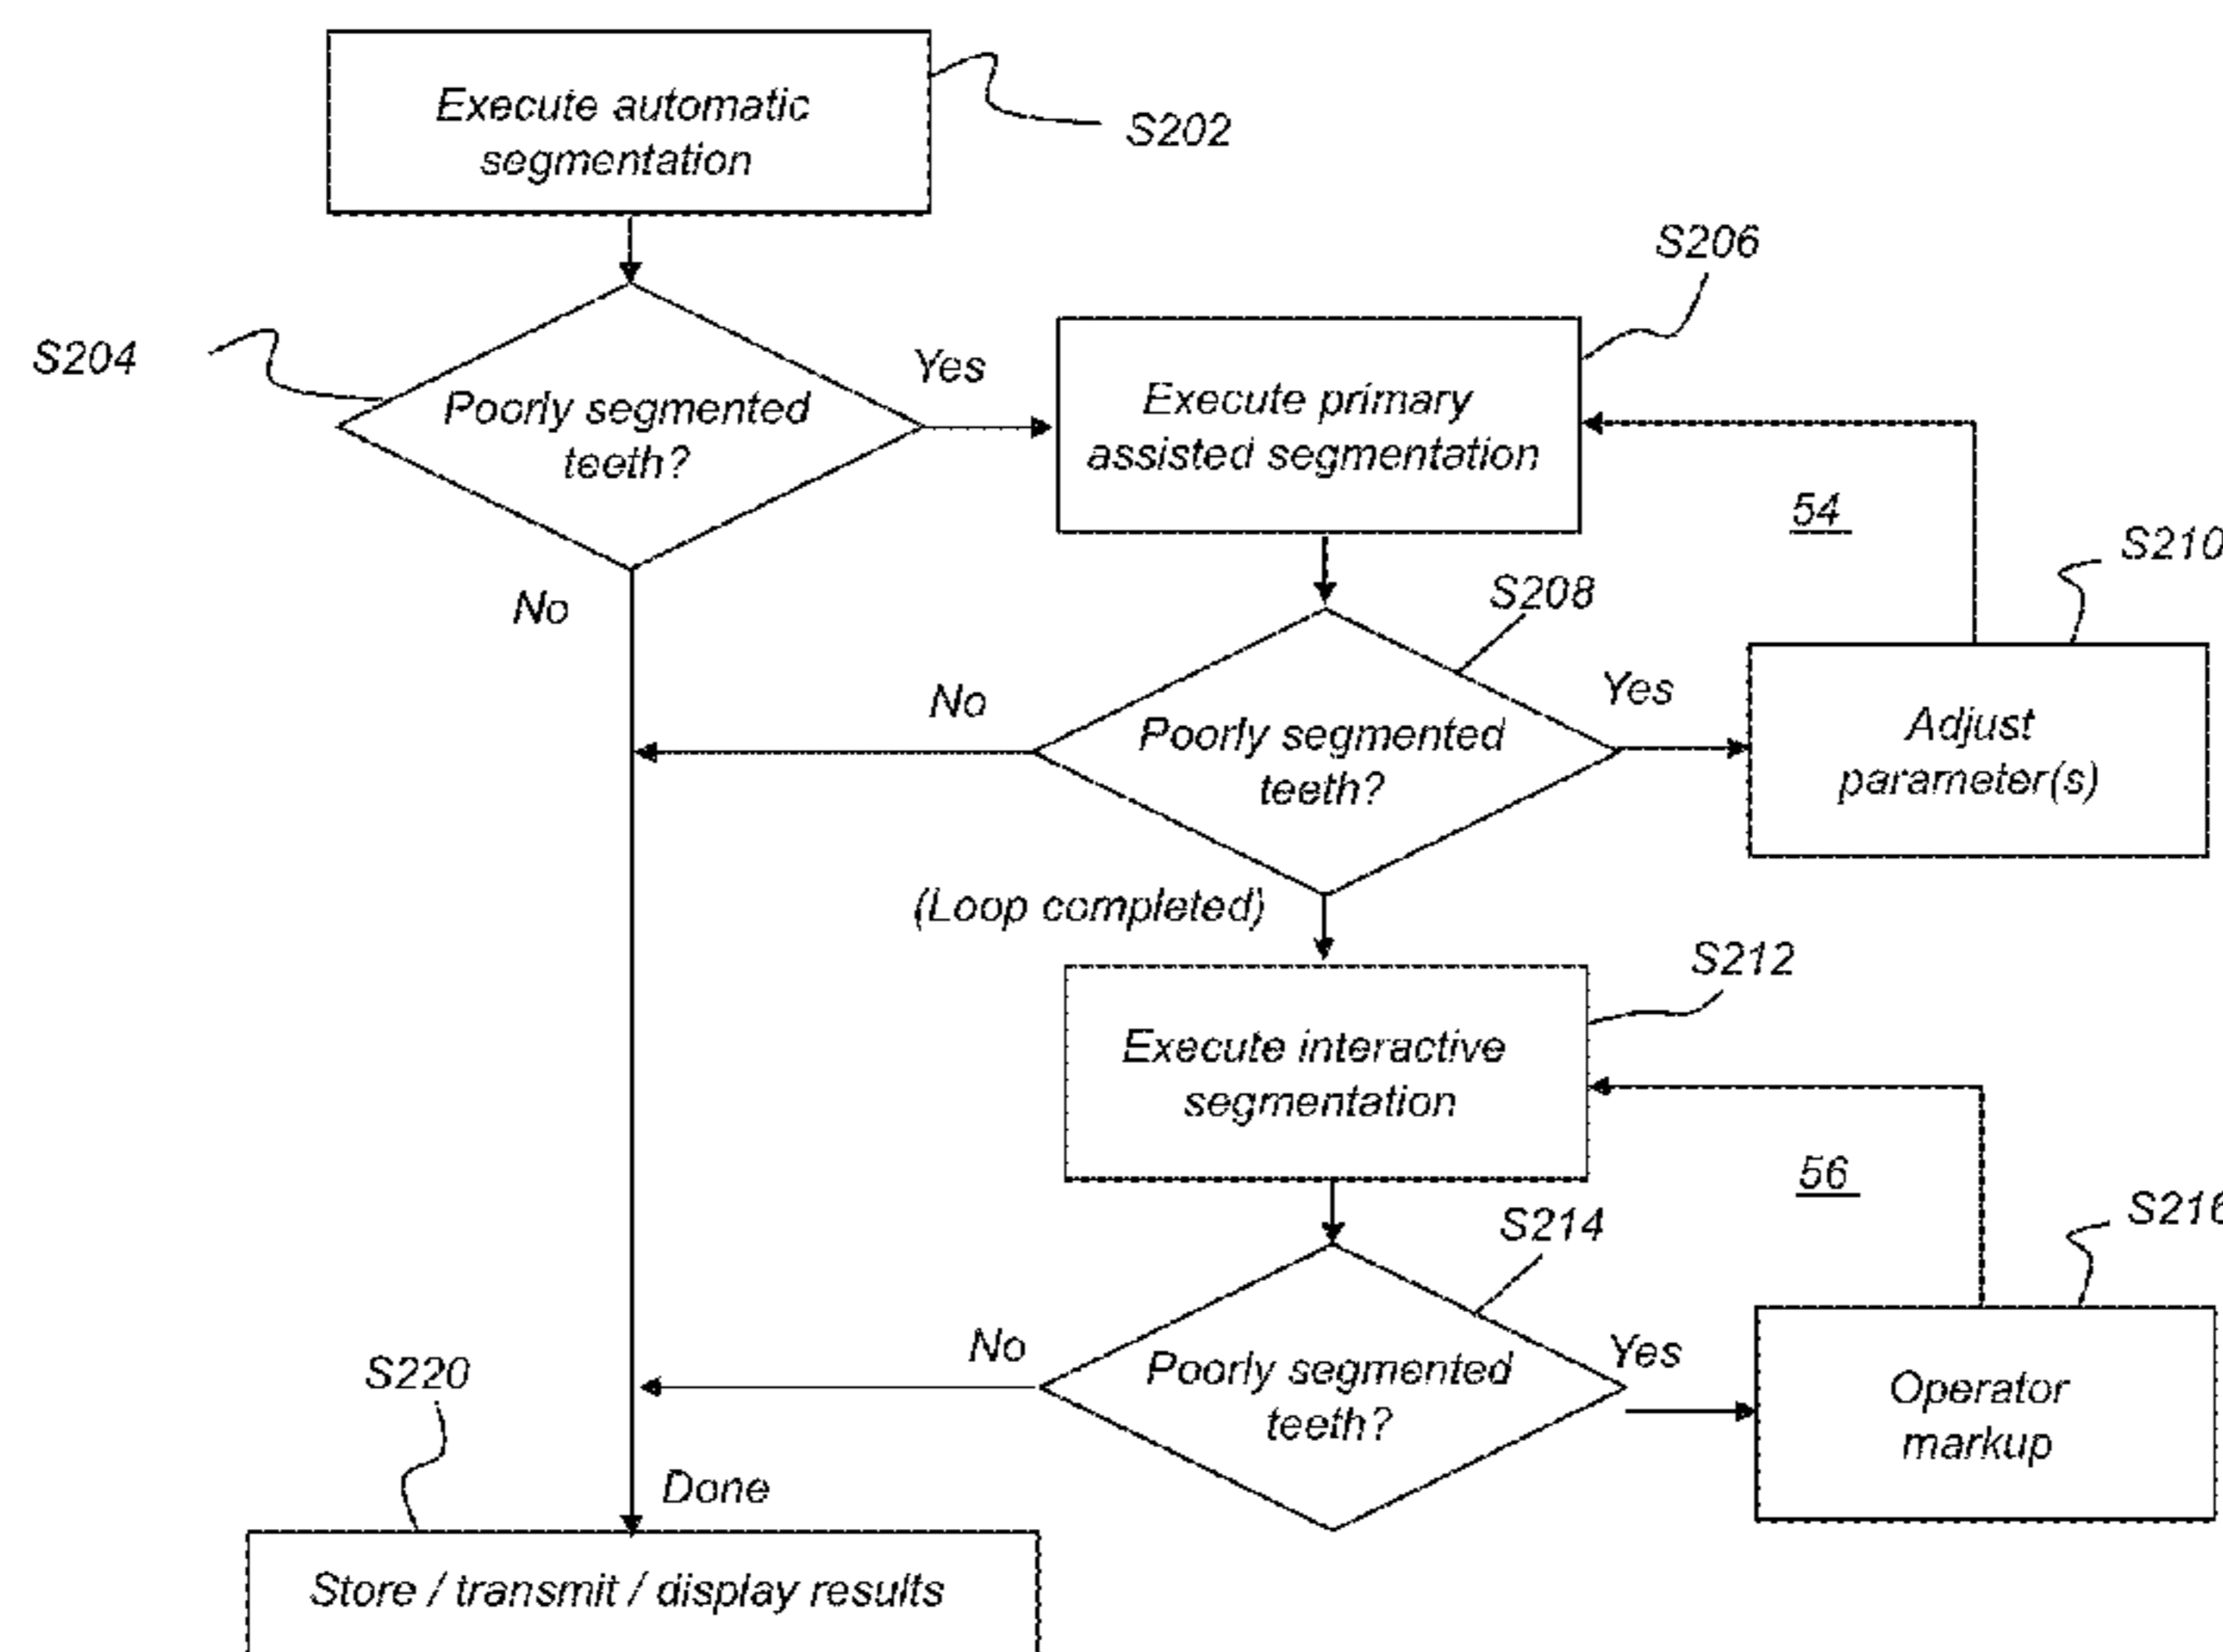 Execute automatic
segmentation
S202
S206
S204
Poorly segmented
teeth?
Yes
Execute primary
assisted segmentation
54
S210
No
S208
No
Poorly segmented
teeth?
Yes
Adjust
parameter(s)
(Loop completed)
S212
Execute interactive
segmentation
56
S216
S214
S220
No
Poorly segmented
teeth?
Yes
Operator
markup
Done
Store / transmit / display results